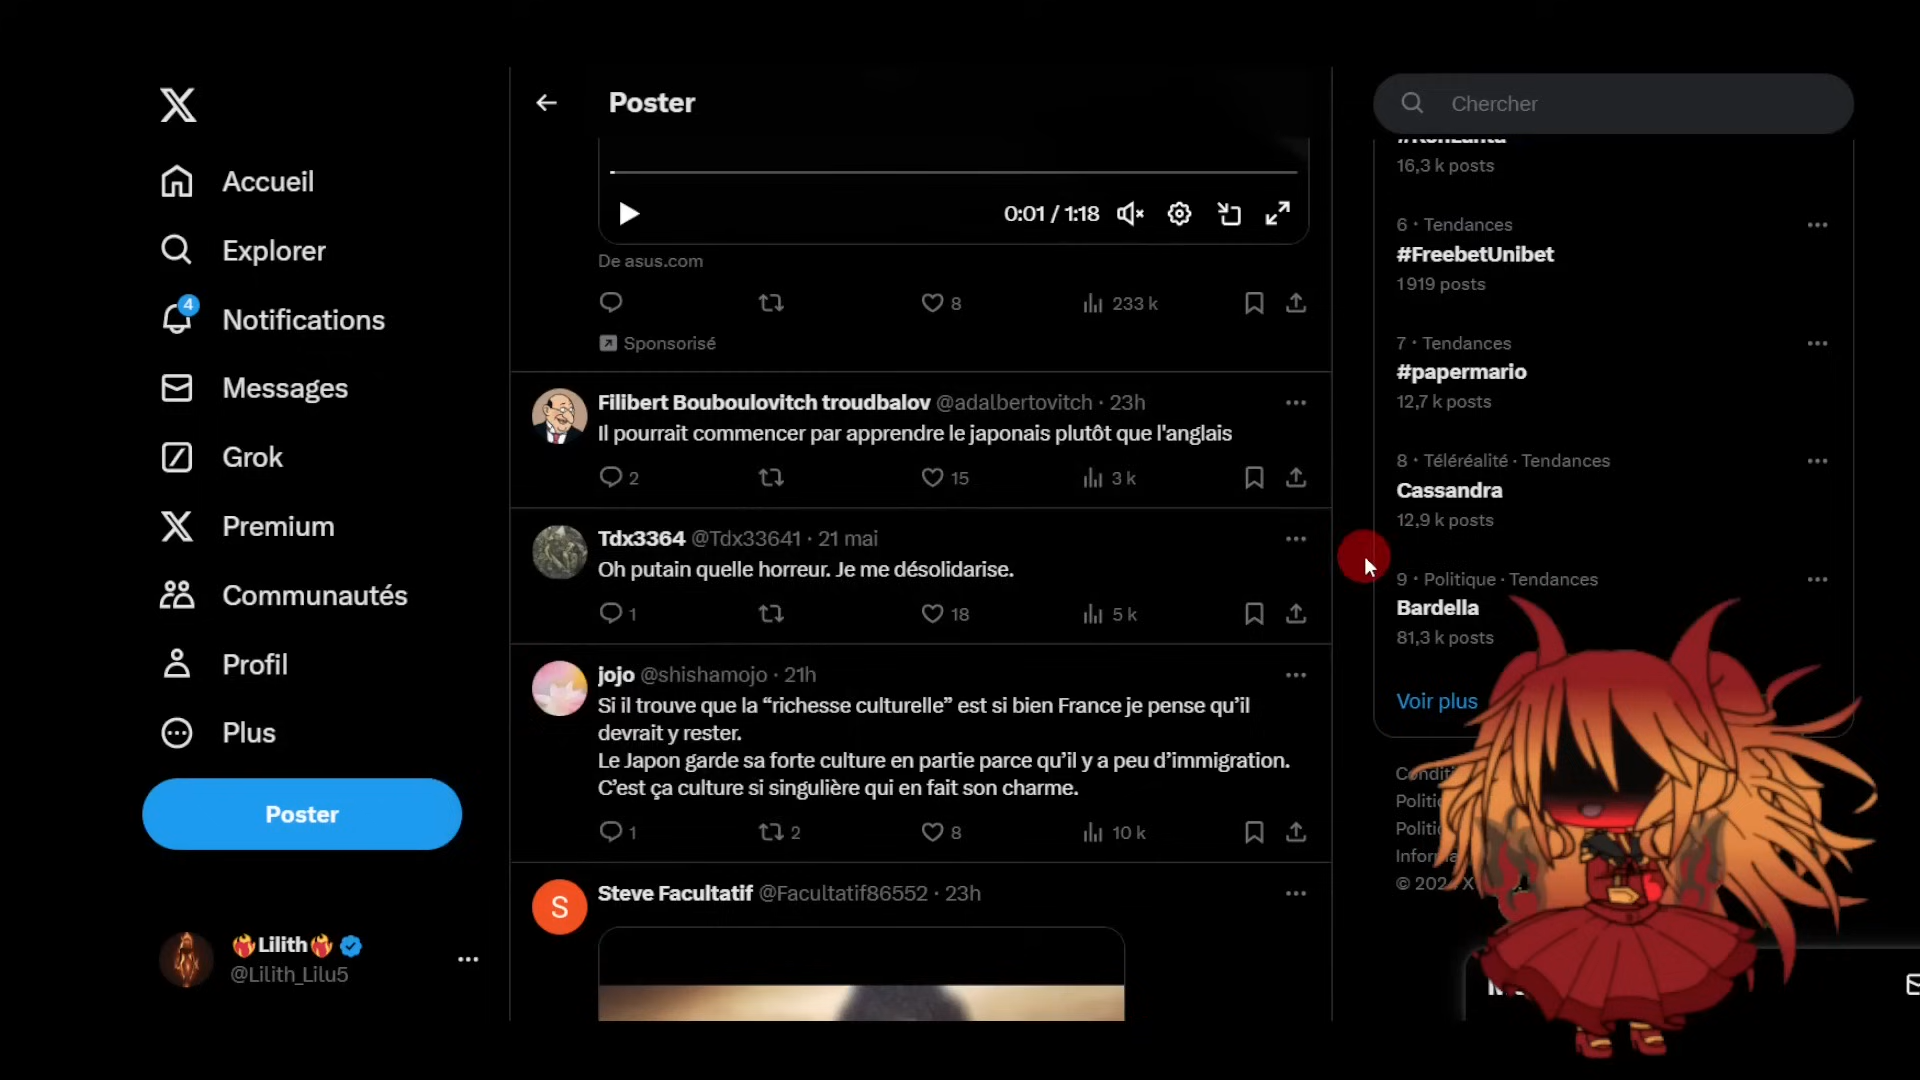 Accueil
Explorer
4
Notifications
Messages
Grok
Premium
Communautés
Profil
Plus
Poster
Lilith
@Lilith_Lilu5
Poster
0:01 / 1:18
De asus.com
8
233 k
Sponsorisé
Filibert Bouboulovitch troudbalov @adalbertovitch · 23h
Il pourrait commencer par apprendre le japonais plutôt que l'anglais
2
15
3 k
Tdx3364 @Tdx33641 · 21 mai
Oh putain quelle horreur. Je me désolidarise.
1
18
5 k
jojo @shishamojo · 21h
Si il trouve que la “richesse culturelle” est si bien France je pense qu’il
devrait y rester.
Le Japon garde sa forte culture en partie parce qu’il y a peu d’immigration.
C’est ça culture si singulière qui en fait son charme.
1
2
8
10 k
Steve Facultatif @Facultatif86552 · 23h
S
Chercher
16,3 k posts
6 · Tendances
#FreebetUnibet
1 919 posts
7 · Tendances
#papermario
12,7 k posts
8 · Téléréalité · Tendances
Cassandra
12,9 k posts
9 · Politique · Tendances
Bardella
81,3 k posts
Voir plus